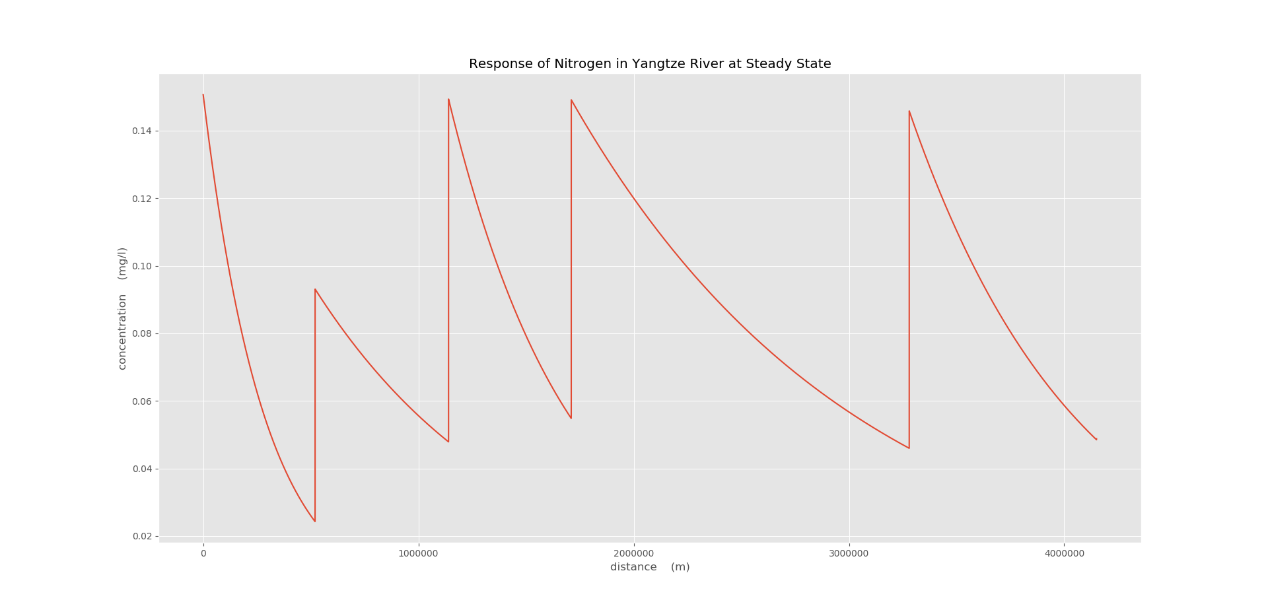 Response of Nitrogen in Yangtze River at Steady State
concentration (mg/l)
0.14
0.12
0.10
0.08
0.06
0.04
0.02
0 1000000 2000000 3000000 4000000
distance (m)